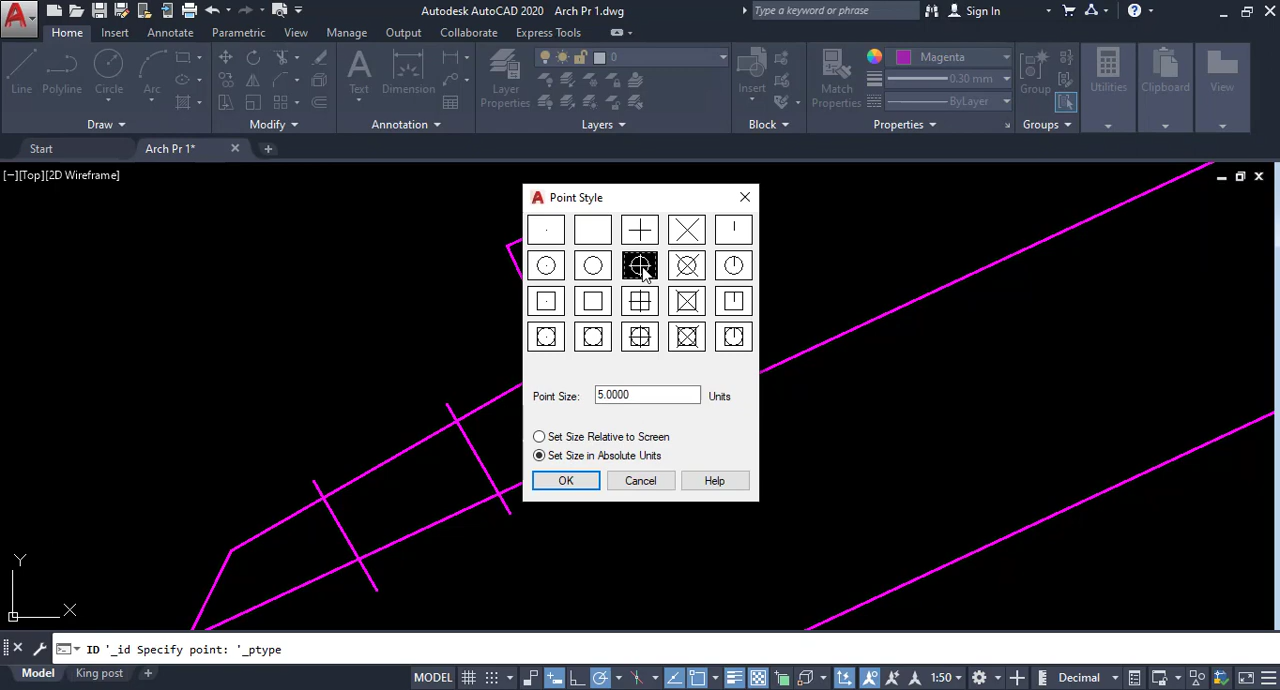 Autodesk AutoCAD 2020 Arch Pr 1.dwg
Type a keyword or phrase
Sign In
Home Insert Annotate Parametric View Manage Output Collaborate Express Tools
Line Polyline Circle Arc
Text Dimension
Layer Properties
0
Insert
Match Properties
Magenta
0.30 mm
ByLayer
Group
Utilities Clipboard View
Draw Modify Annotation Layers Block Properties Groups
Start Arch Pr 1*
[−][Top][2D Wireframe]
Point Style
Point Size: 5.0000 Units
Set Size Relative to Screen
Set Size in Absolute Units
OK Cancel Help
Y
X
ID '_id Specify point: '_ptype
Model King post
MODEL 1:50 Decimal